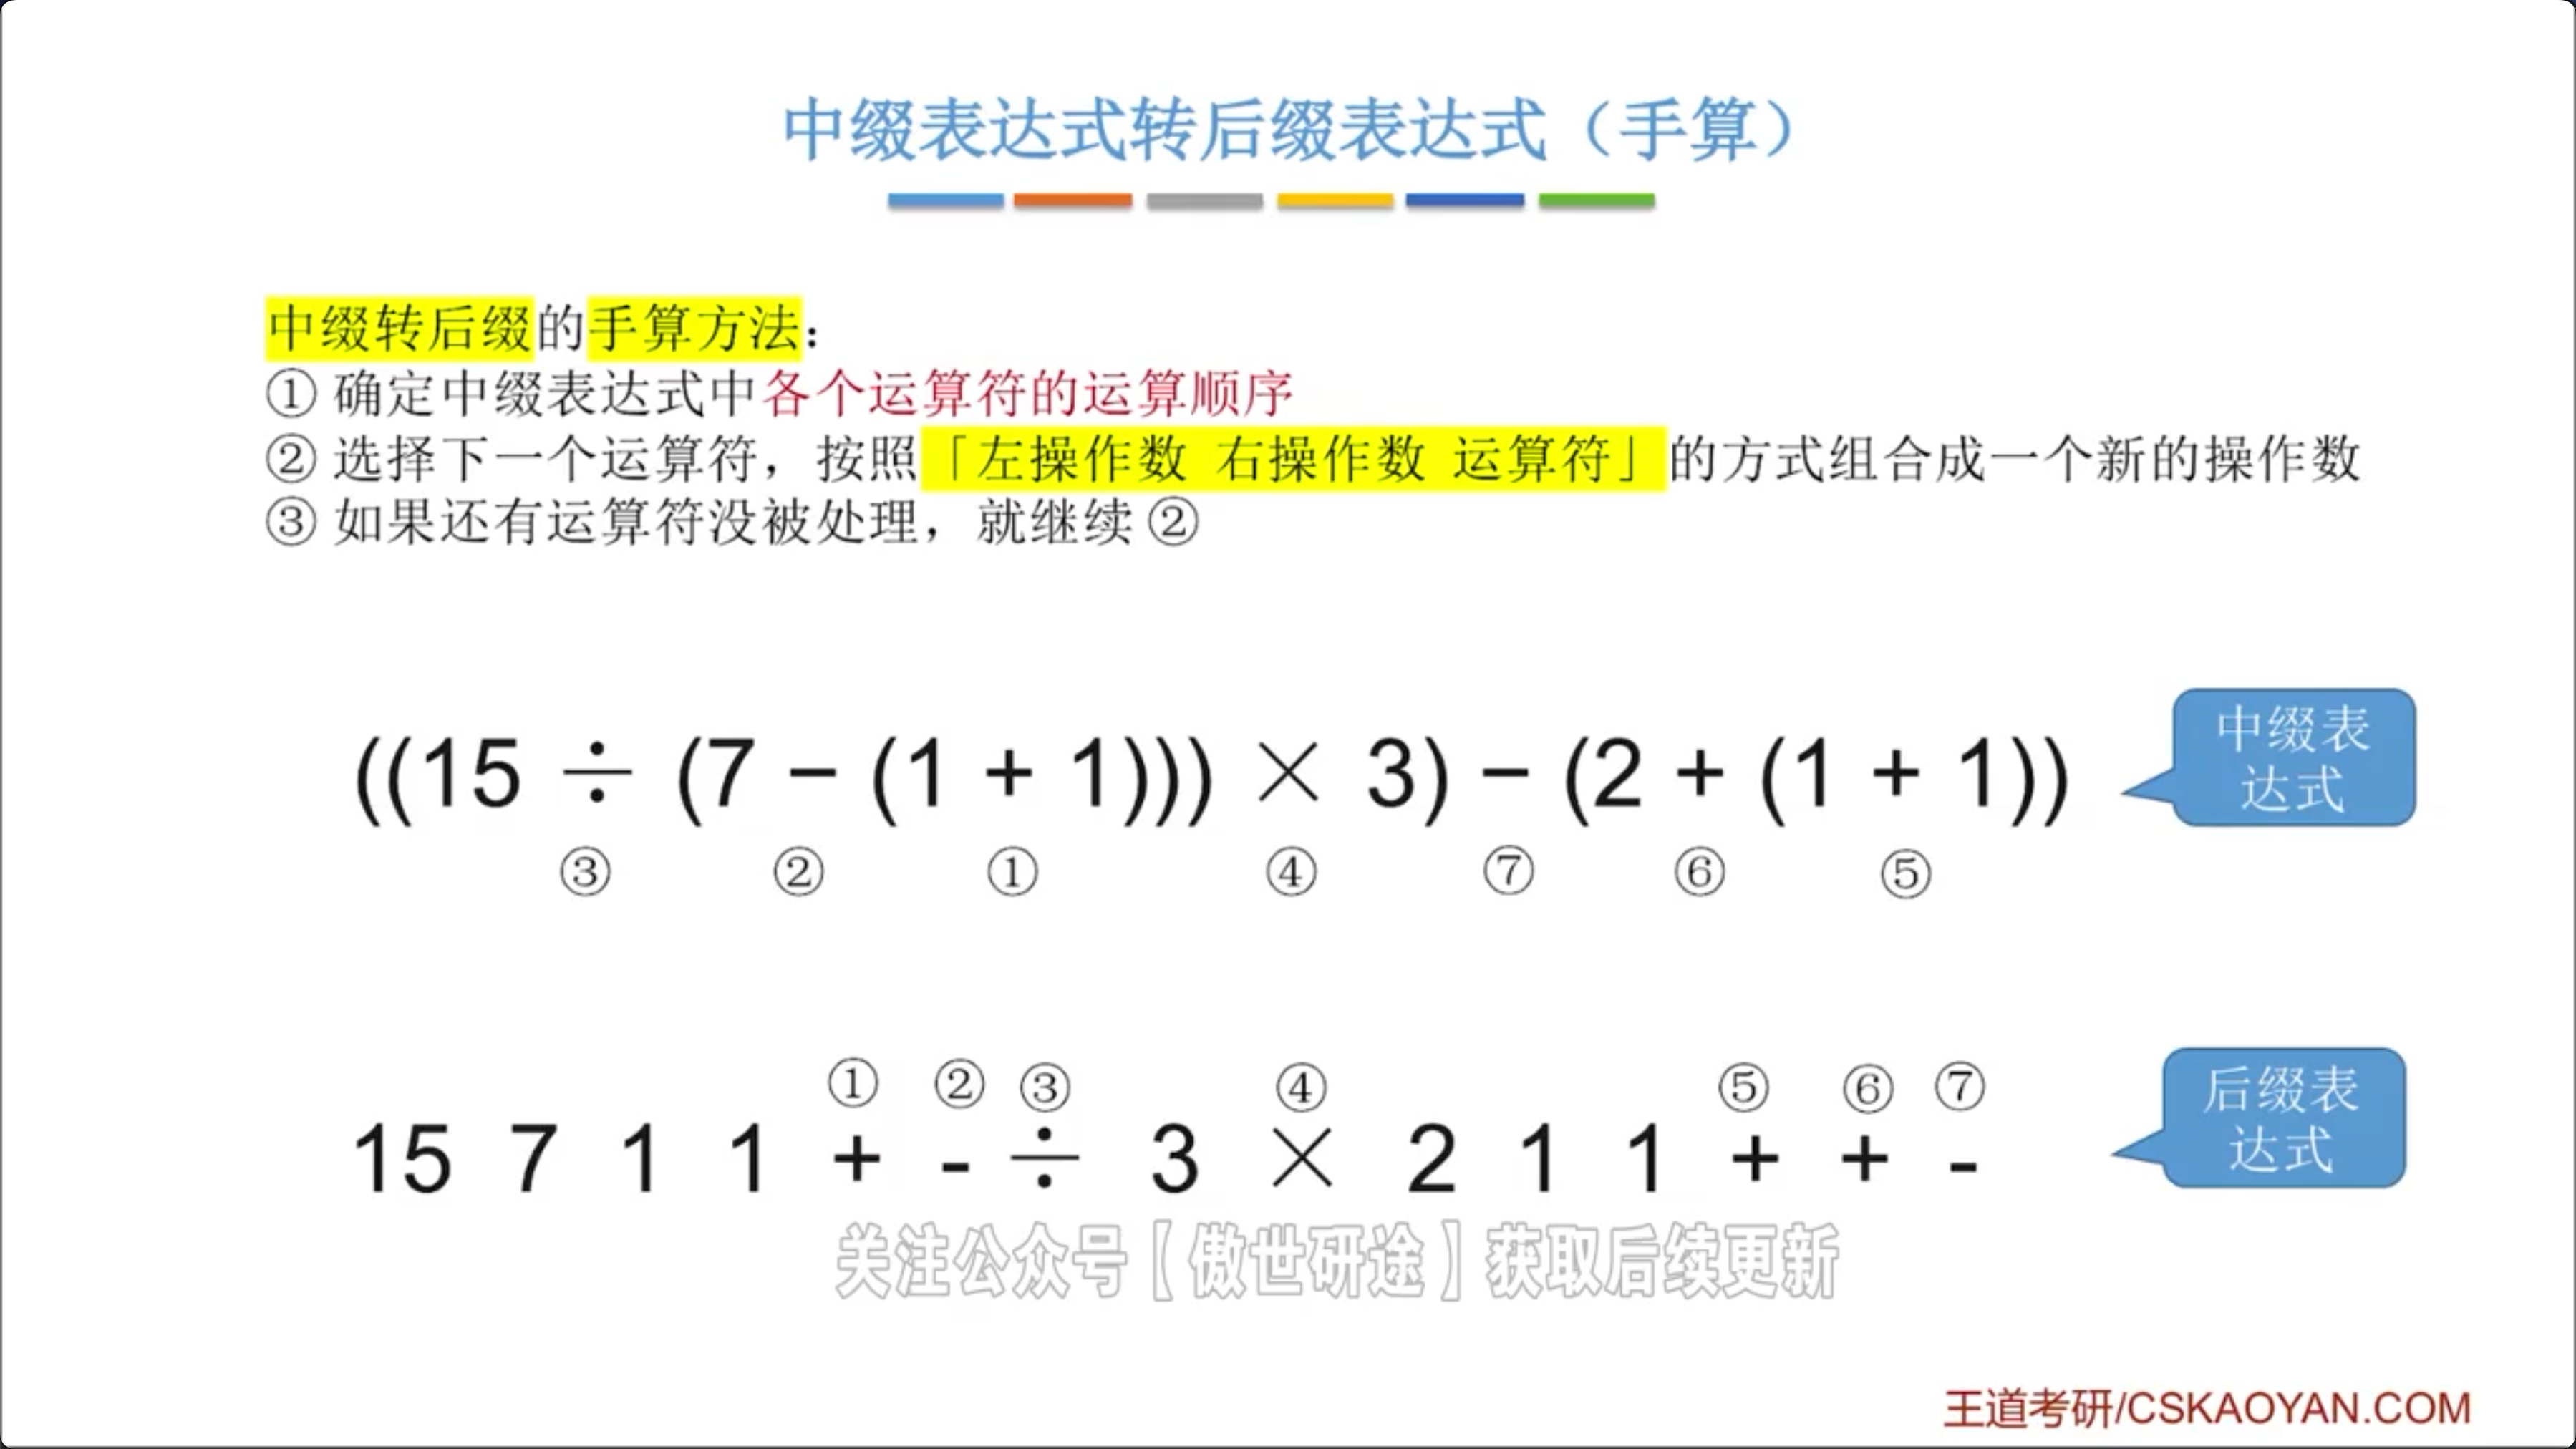 中缀表达式转后缀表达式（手算）
中缀转后缀的手算方法：
① 确定中缀表达式中各个运算符的运算顺序
② 选择下一个运算符，按照「左操作数 右操作数 运算符」的方式组合成一个新的操作数
③ 如果还有运算符没被处理，就继续 ②
((15 ÷ (7 − (1 + 1))) × 3) − (2 + (1 + 1))
中缀表
达式
③ ② ① ④ ⑦ ⑥ ⑤
① ② ③ ④ ⑤ ⑥ ⑦
15 7 1 1 + - ÷ 3 × 2 1 1 + + -
后缀表
达式
关注公众号【傲世研途】获取后续更新
王道考研/CSKAOYAN.COM